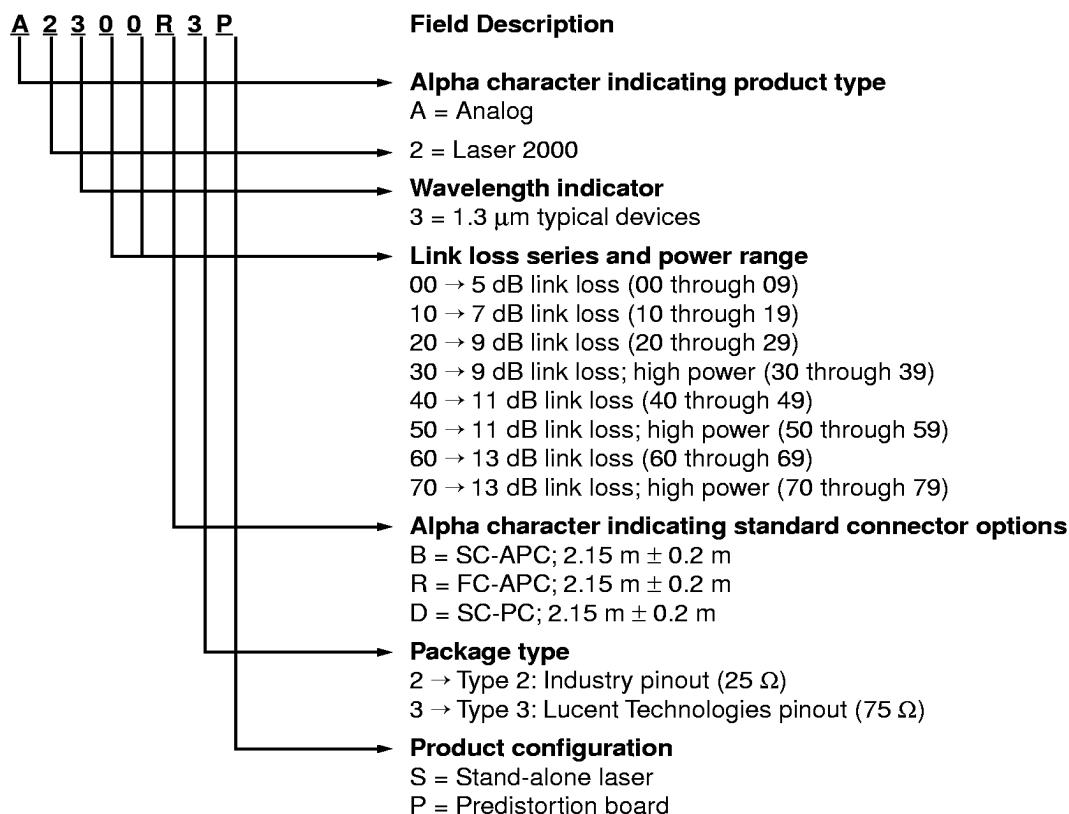 A 2 3 0 0 R 3 P Field Description
Alpha character indicating product type
A = Analog
2 = Laser 2000
Wavelength indicator
3 = 1.3 μm typical devices
Link loss series and power range
00 → 5 dB link loss (00 through 09)
10 → 7 dB link loss (10 through 19)
20 → 9 dB link loss (20 through 29)
30 → 9 dB link loss; high power (30 through 39)
40 → 11 dB link loss (40 through 49)
50 → 11 dB link loss; high power (50 through 59)
60 → 13 dB link loss (60 through 69)
70 → 13 dB link loss; high power (70 through 79)
Alpha character indicating standard connector options
B = SC-APC; 2.15 m ± 0.2 m
R = FC-APC; 2.15 m ± 0.2 m
D = SC-PC; 2.15 m ± 0.2 m
Package type
2 → Type 2: Industry pinout (25 Ω)
3 → Type 3: Lucent Technologies pinout (75 Ω)
Product configuration
S = Stand-alone laser
P = Predistortion board